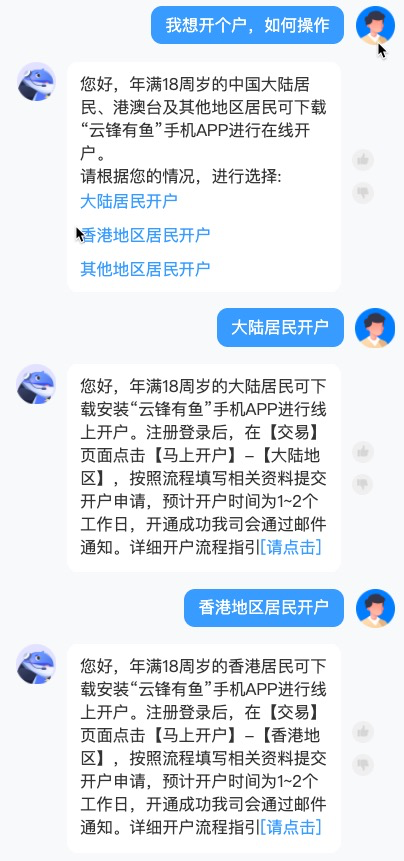 我想开个户，如何操作
您好，年满18周岁的中国大陆居
民、港澳台及其他地区居民可下载
“云锋有鱼”手机APP进行在线开
户。
请根据您的情况，进行选择:
大陆居民开户
香港地区居民开户
其他地区居民开户
大陆居民开户
您好，年满18周岁的大陆居民可下
载安装“云锋有鱼”手机APP进行线
上开户。注册登录后，在【交易】
页面点击【马上开户】-【大陆地
区】，按照流程填写相关资料提交
开户申请，预计开户时间为1~2个
工作日，开通成功我司会通过邮件
通知。详细开户流程指引[请点击]
香港地区居民开户
您好，年满18周岁的香港居民可下
载安装“云锋有鱼”手机APP进行线
上开户。注册登录后，在【交易】
页面点击【马上开户】-【香港地
区】，按照流程填写相关资料提交
开户申请，预计开户时间为1~2个
工作日，开通成功我司会通过邮件
通知。详细开户流程指引[请点击]